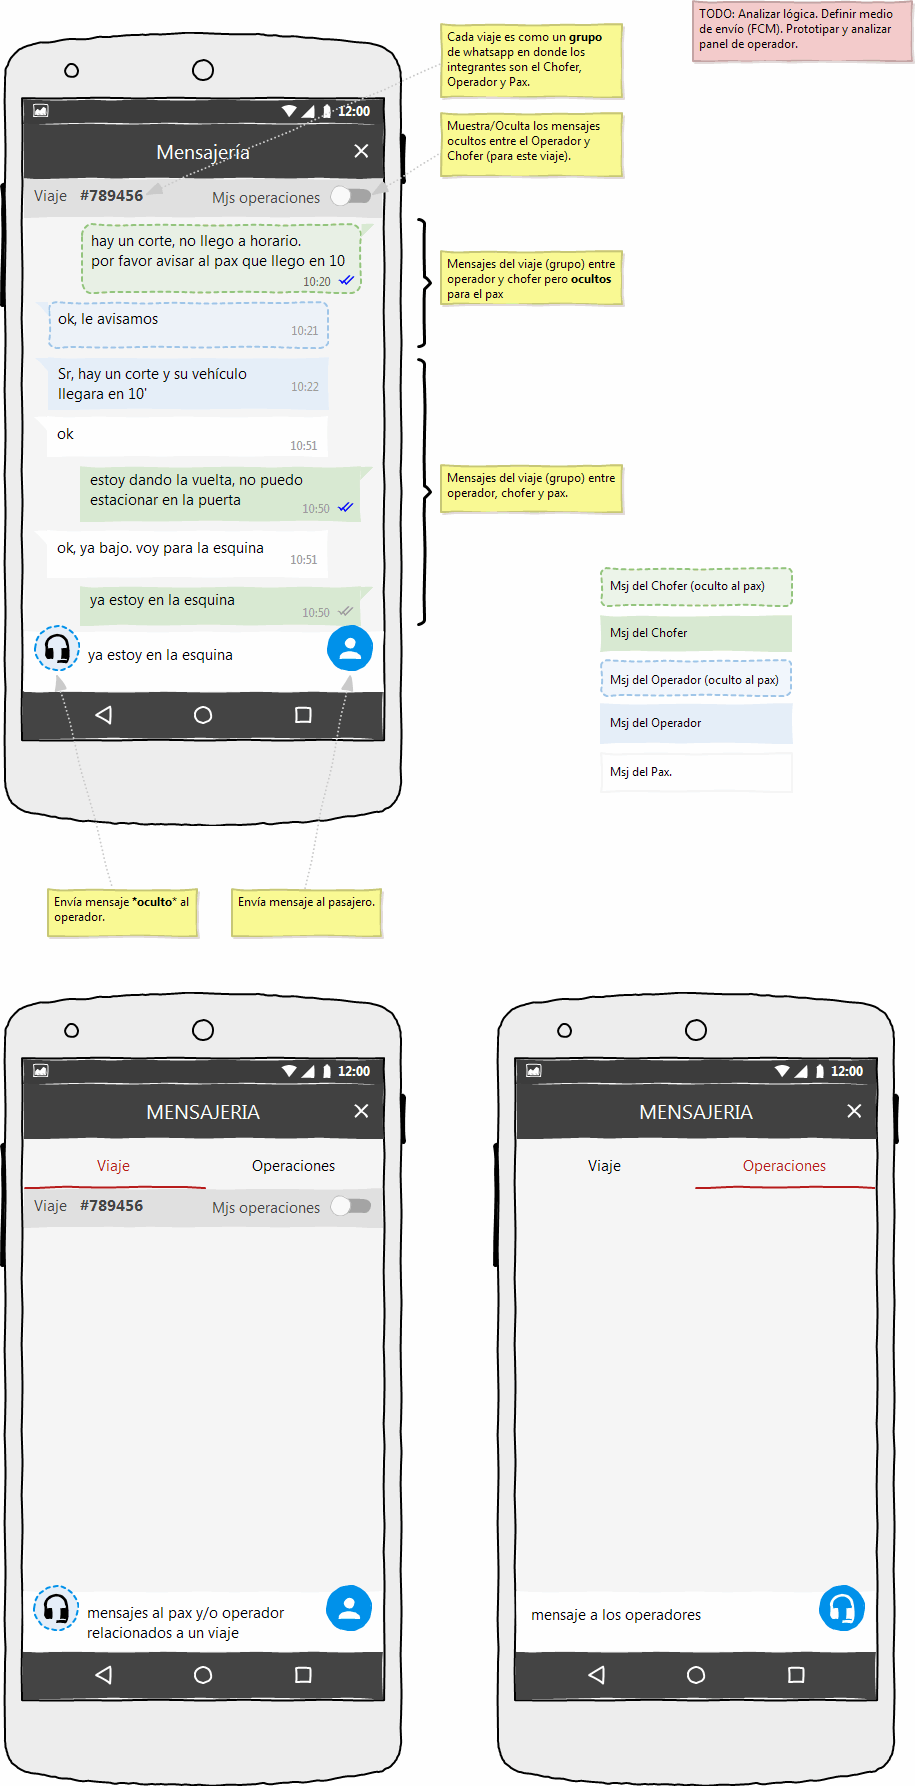 TODO: Analizar lógica. Definir medio
de envío (FCM). Prototipar y analizar
panel de operador.
Cada viaje es como un grupo
de whatsapp en donde los
integrantes son el Chofer,
Operador y Pax.
Muestra/Oculta los mensajes
ocultos entre el Operador y
Chofer (para este viaje).
12:00
Mensajería
Viaje #789456 Mjs operaciones
hay un corte, no llego a horario.
por favor avisar al pax que llego en 10
10:20
ok, le avisamos
10:21
Sr, hay un corte y su vehículo
llegara en 10'
10:22
ok
10:51
estoy dando la vuelta, no puedo
estacionar en la puerta
10:50
ok, ya bajo. voy para la esquina
10:51
ya estoy en la esquina
10:50
ya estoy en la esquina
Mensajes del viaje (grupo) entre
operador y chofer pero ocultos
para el pax
Mensajes del viaje (grupo) entre
operador, chofer y pax.
Msj del Chofer (oculto al pax)
Msj del Chofer
Msj del Operador (oculto al pax)
Msj del Operador
Msj del Pax.
Envía mensaje *oculto* al
operador.
Envía mensaje al pasajero.
12:00
MENSAJERIA
Viaje Operaciones
Viaje #789456 Mjs operaciones
mensajes al pax y/o operador
relacionados a un viaje
12:00
MENSAJERIA
Viaje Operaciones
mensaje a los operadores